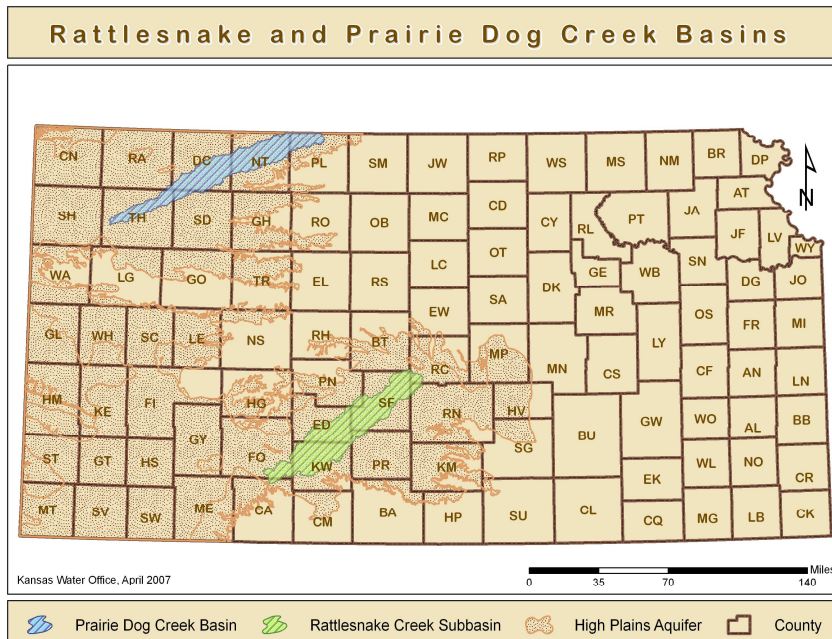 Rattlesnake and Prairie Dog Creek Basins
CN RA DC NT PL SM JW RP WS MS NM BR DP
AT
SH TH SD GH RO OB MC CD CY RL PT JA JF LV WY
WA LG GO TR EL RS LC OT DK GE WB SN DG JO
GL WH SC LE NS RH BT EW SA MR LY OS FR MI
HM KE FI HG PN SF RC MP MN CS CF AN LN
ST GT HS GY FO ED KW PR RN HV SG BU GW WO AL BB
KM EK WL NO CR
MT SV SW ME CA CM BA HP SU CL CQ MG LB CK
N
Kansas Water Office, April 2007
Miles
0 35 70 140
Prairie Dog Creek Basin Rattlesnake Creek Subbasin High Plains Aquifer County